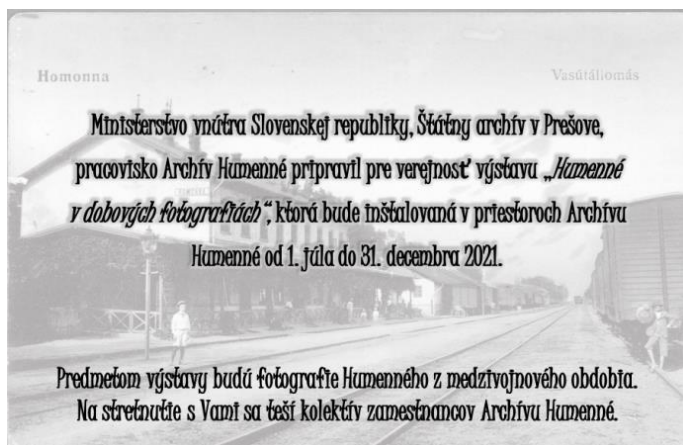 Homonna
Vasútállomás
Ministerstvo vnútra Slovenskej republiky, Štátny archív v Prešove,
pracovisko Archív Humenné pripravil pre verejnosť výstavu „Humenné
v dobových fotografiách“, ktorá bude inštalovaná v priestoroch Archívu
Humenné od 1. júla do 31. decembra 2021.
Predmetom výstavy budú fotografie Humenného z medzivojnového obdobia.
Na stretnutie s Vami sa teší kolektív zamestnancov Archívu Humenné.